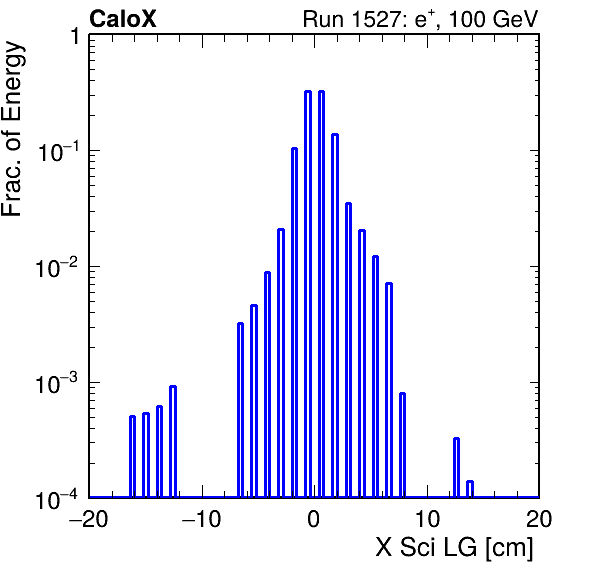 CaloX Run 1527: e⁺, 100 GeV
Frac. of Energy
1
10⁻¹
10⁻²
10⁻³
10⁻⁴
−20 −10 0 10 20
X Sci LG [cm]